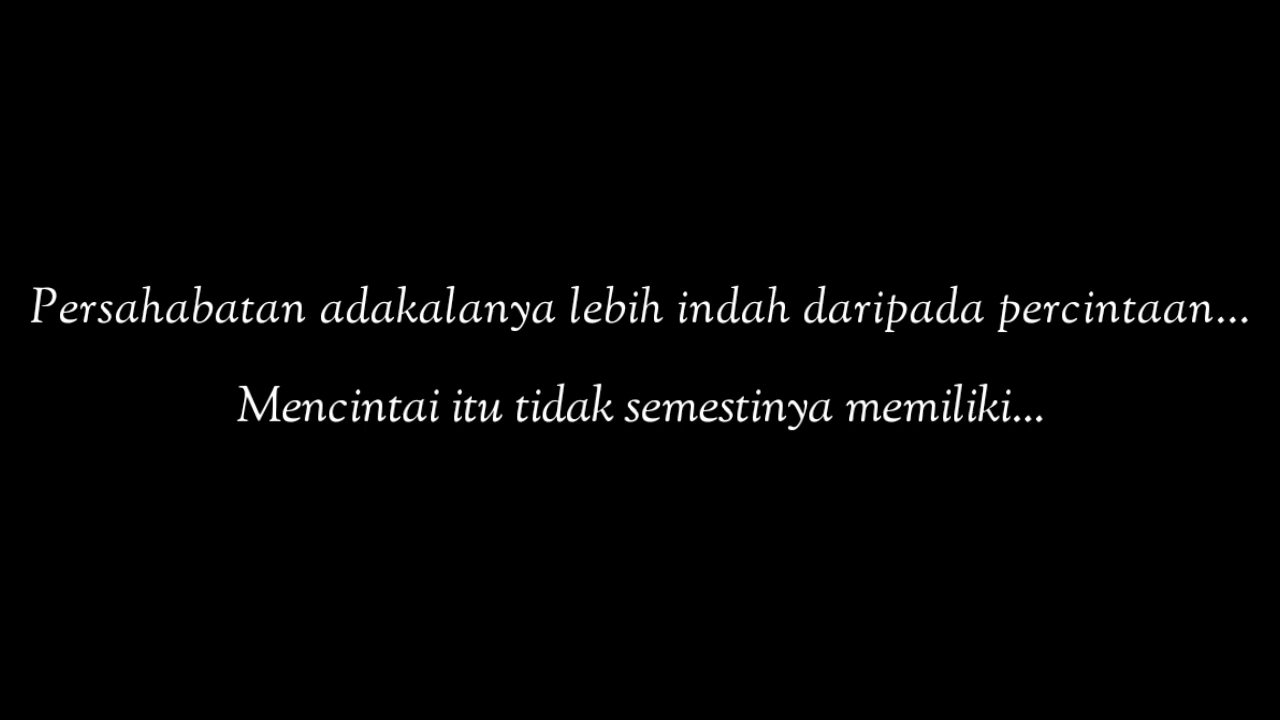 Persahabatan adakalanya lebih indah daripada percintaan...
Mencintai itu tidak semestinya memiliki...